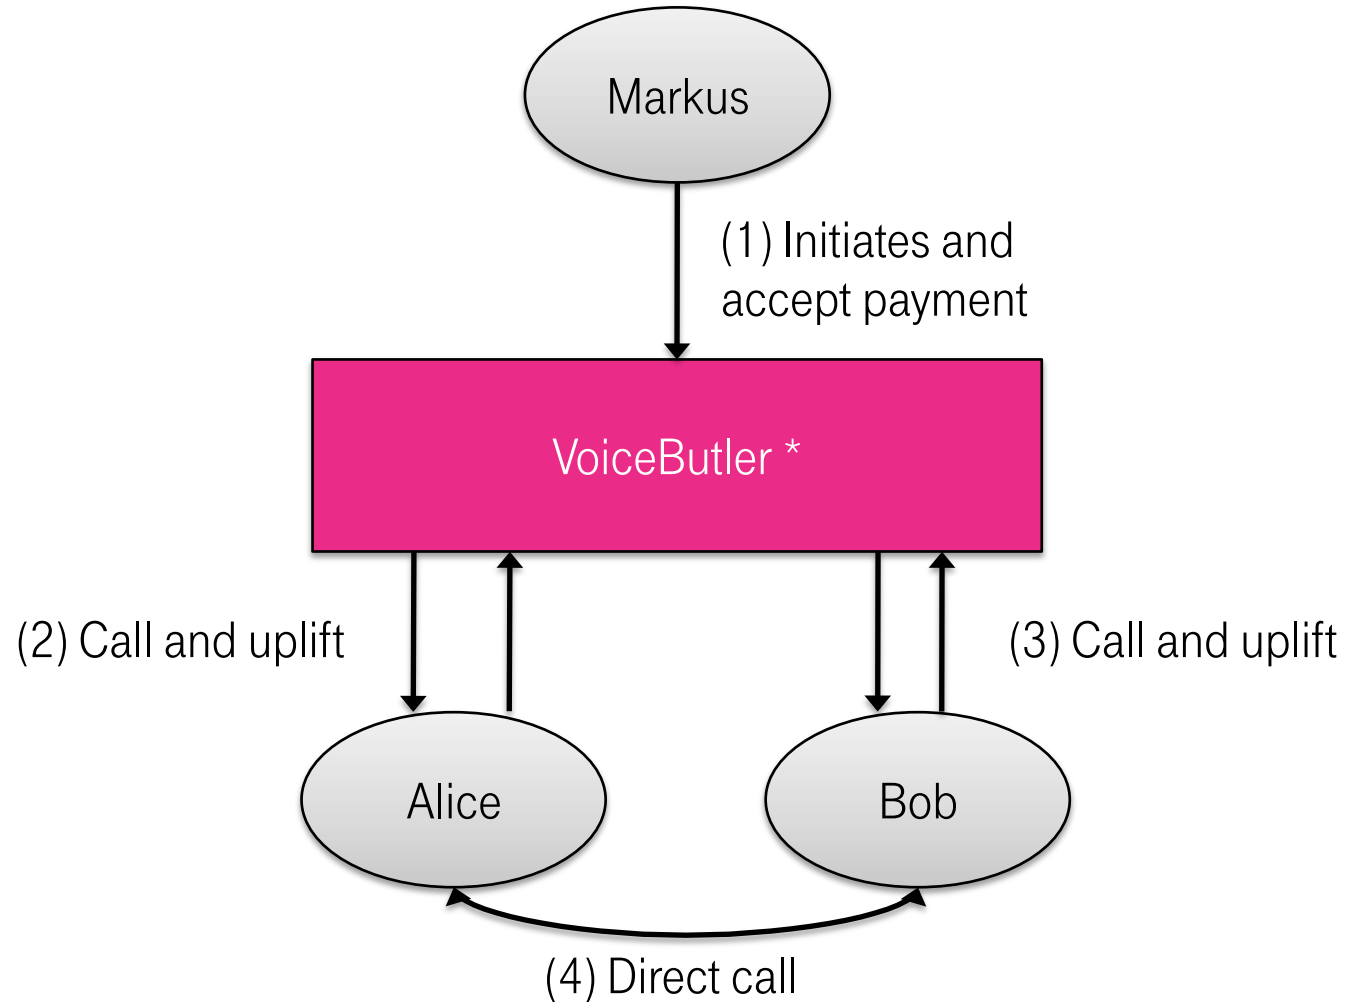 Markus
(1) Initiates and
accept payment
VoiceButler *
(2) Call and uplift
(3) Call and uplift
Alice
Bob
(4) Direct call